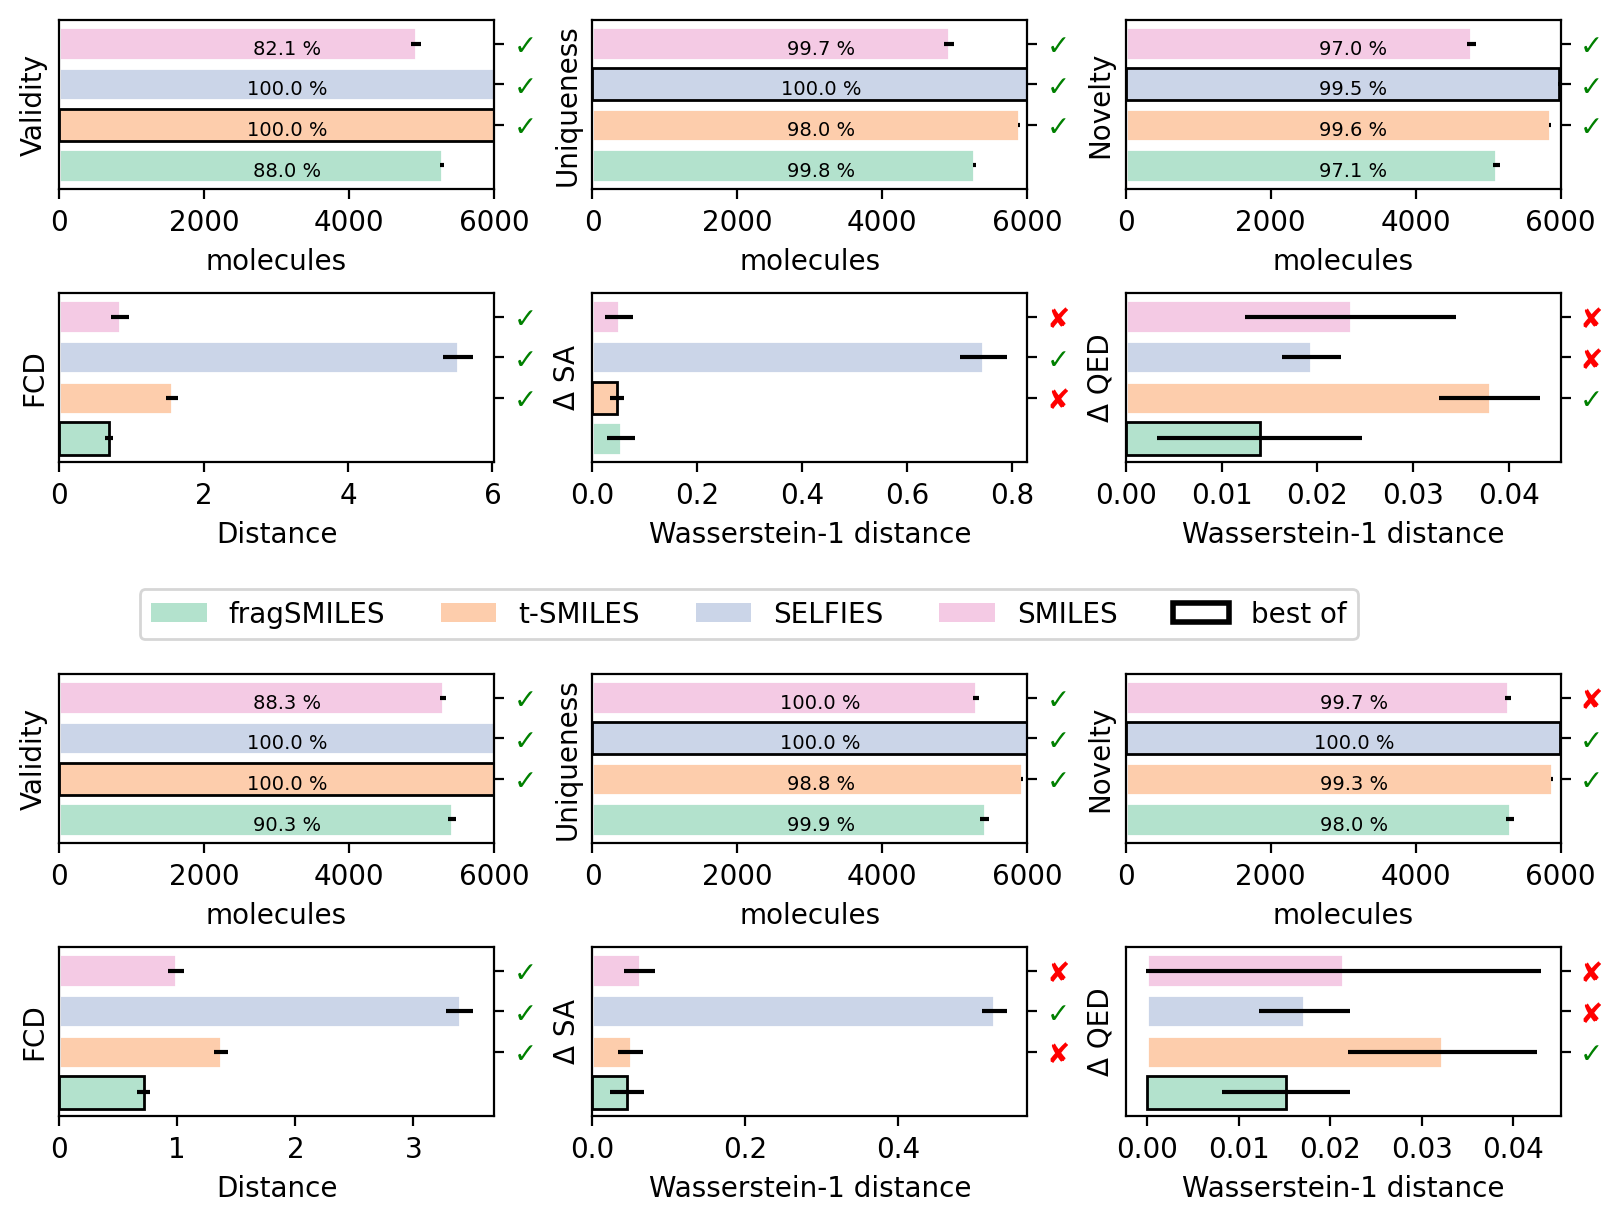 Validity
82.1 %
✓
100.0 %
✓
100.0 %
✓
88.0 %
0 2000 4000 6000
molecules
Uniqueness
99.7 %
✓
100.0 %
✓
98.0 %
✓
99.8 %
0 2000 4000 6000
molecules
Novelty
97.0 %
✓
99.5 %
✓
99.6 %
✓
97.1 %
0 2000 4000 6000
molecules
FCD
✓
✓
✓
0 2 4 6
Distance
Δ SA
✘
✓
✘
0.0 0.2 0.4 0.6 0.8
Wasserstein-1 distance
Δ QED
✘
✘
✓
0.00 0.01 0.02 0.03 0.04
Wasserstein-1 distance
fragSMILES t-SMILES SELFIES SMILES best of
Validity
88.3 %
✓
100.0 %
✓
100.0 %
✓
90.3 %
0 2000 4000 6000
molecules
Uniqueness
100.0 %
✓
100.0 %
✓
98.8 %
✓
99.9 %
0 2000 4000 6000
molecules
Novelty
99.7 %
✘
100.0 %
✓
99.3 %
✓
98.0 %
0 2000 4000 6000
molecules
FCD
✓
✓
✓
0 1 2 3
Distance
Δ SA
✘
✓
✘
0.0 0.2 0.4
Wasserstein-1 distance
Δ QED
✘
✘
✓
0.00 0.01 0.02 0.03 0.04
Wasserstein-1 distance